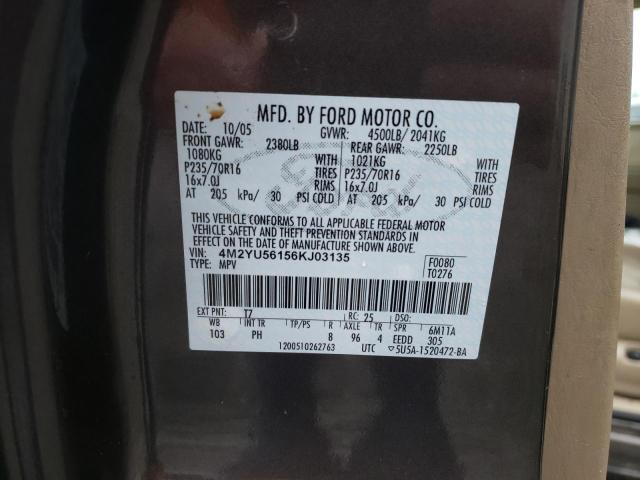 MFD. BY FORD MOTOR CO.
DATE: 10/05 GVWR: 4500LB/ 2041KG
FRONT GAWR: 2380LB REAR GAWR: 2250LB
1080KG WITH 1021KG WITH
P235/70R16 TIRES P235/70R16 TIRES
16x7.0J RIMS 16x7.0J RIMS
AT 205 kPa/ 30 PSI COLD AT 205 kPa/ 30 PSI COLD
THIS VEHICLE CONFORMS TO ALL APPLICABLE FEDERAL MOTOR
VEHICLE SAFETY AND THEFT PREVENTION STANDARDS IN
EFFECT ON THE DATE OF MANUFACTURE SHOWN ABOVE.
VIN: 4M2YU56156KJ03135 F0080
TYPE: MPV T0276
EXT PNT: T7 RC: 25 DSO:
WB INT TR TP/PS R AXLE TR SPR 6M11A
103 PH 8 96 4 EEDD 305
1200510262763 UTC ▽5U5A-1520472-BA